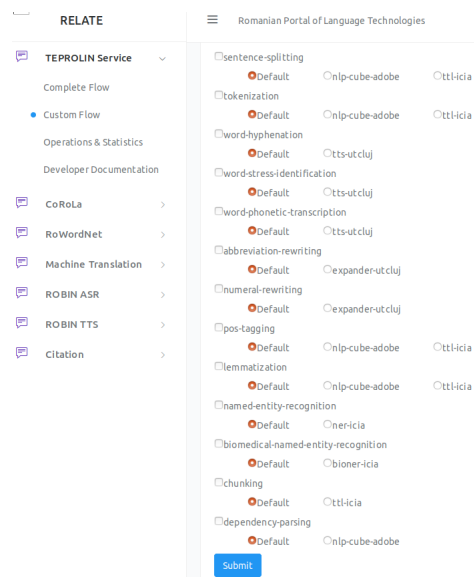 RELATE
Romanian Portal of Language Technologies
TEPROLIN Service
Complete Flow
Custom Flow
Operations & Statistics
Developer Documentation
CoRoLa
RoWordNet
Machine Translation
ROBIN ASR
ROBIN TTS
Citation
sentence-splitting
Default nlp-cube-adobe ttl-icia
tokenization
Default nlp-cube-adobe ttl-icia
word-hyphenation
Default tts-utcluj
word-stress-identification
Default tts-utcluj
word-phonetic-transcription
Default tts-utcluj
abbreviation-rewriting
Default expander-utcluj
numeral-rewriting
Default expander-utcluj
pos-tagging
Default nlp-cube-adobe ttl-icia
lemmatization
Default nlp-cube-adobe ttl-icia
named-entity-recognition
Default ner-icia
biomedical-named-entity-recognition
Default bioner-icia
chunking
Default ttl-icia
dependency-parsing
Default nlp-cube-adobe
Submit